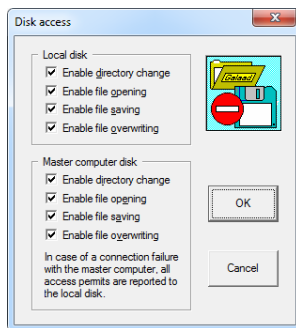 Disk access
Local disk
Enable directory change
Enable file opening
Enable file saving
Enable file overwriting
Galaad
Master computer disk
Enable directory change
Enable file opening
Enable file saving
Enable file overwriting
In case of a connection failure
with the master computer, all
access permits are reported to
the local disk.
OK
Cancel